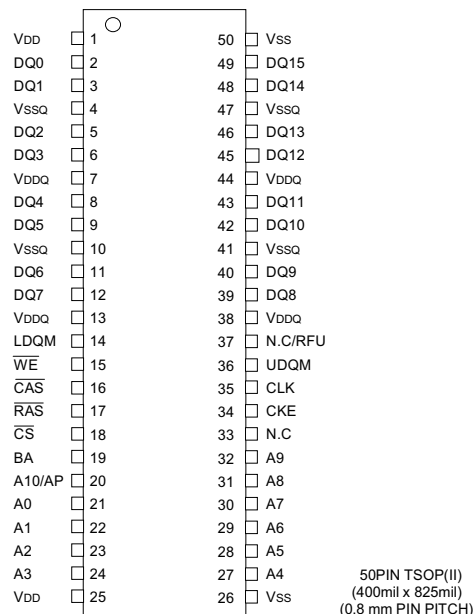 VDD 1 50 VSS
DQ0 2 49 DQ15
DQ1 3 48 DQ14
VSSQ 4 47 VSSQ
DQ2 5 46 DQ13
DQ3 6 45 DQ12
VDDQ 7 44 VDDQ
DQ4 8 43 DQ11
DQ5 9 42 DQ10
VSSQ 10 41 VSSQ
DQ6 11 40 DQ9
DQ7 12 39 DQ8
VDDQ 13 38 VDDQ
LDQM 14 37 N.C/RFU
W̅E̅ 15 36 UDQM
C̅A̅S̅ 16 35 CLK
R̅A̅S̅ 17 34 CKE
C̅S̅ 18 33 N.C
BA 19 32 A9
A10/AP 20 31 A8
A0 21 30 A7
A1 22 29 A6
A2 23 28 A5
A3 24 27 A4
VDD 25 26 VSS
50PIN TSOP(II)
(400mil x 825mil)
(0.8 mm PIN PITCH)